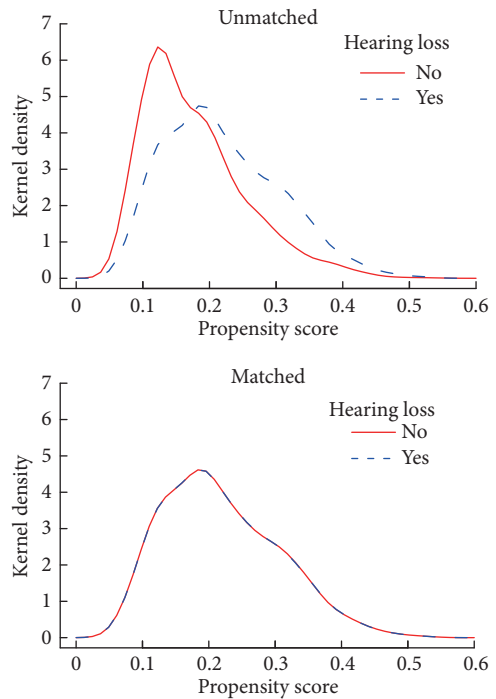 Unmatched
7
6
5
4
3
2
1
0
Kernel density
Hearing loss
No
Yes
0 0.1 0.2 0.3 0.4 0.5 0.6
Propensity score
Matched
7
6
5
4
3
2
1
0
Kernel density
Hearing loss
No
Yes
0 0.1 0.2 0.3 0.4 0.5 0.6
Propensity score